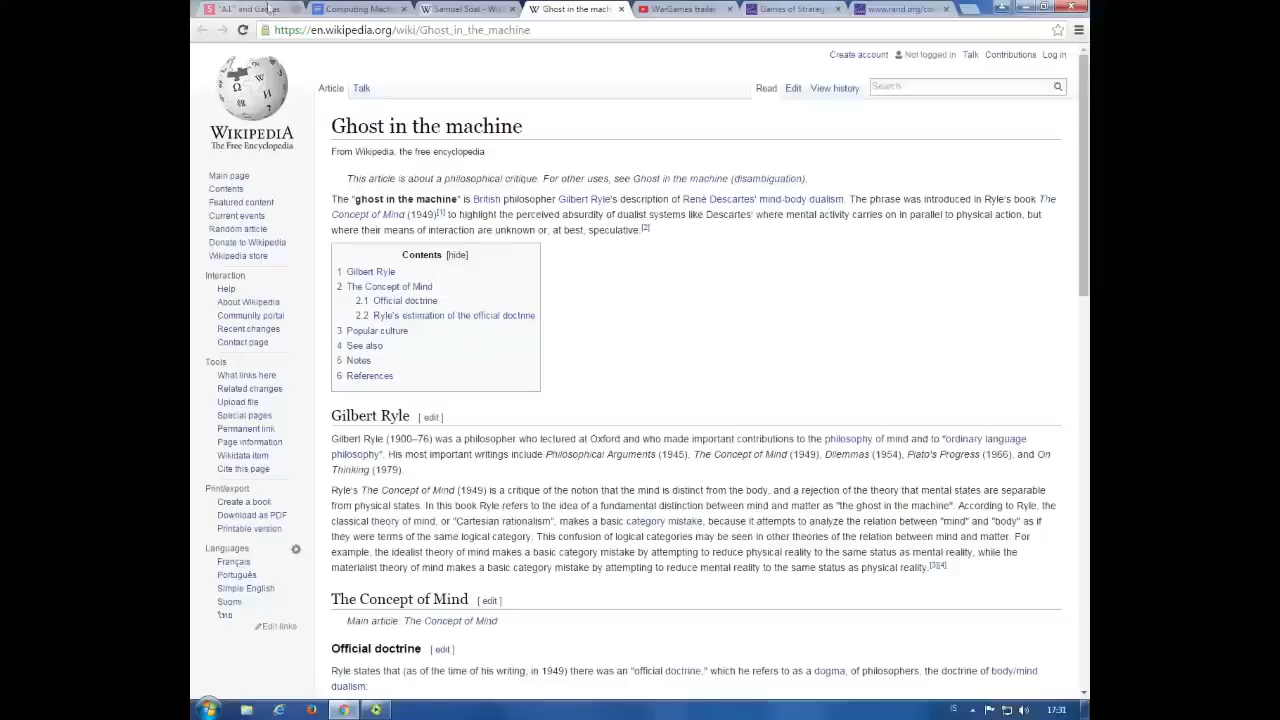 "A.I." and Games
Computing Machin
Samuel Soal - Wiki
Ghost in the mach
WarGames trailer
Games of Strateg
www.rand.org/co
https://en.wikipedia.org/wiki/Ghost_in_the_machine
Create account Not logged in Talk Contributions Log in
Article Talk Read Edit View history Search
WIKIPEDIA
The Free Encyclopedia
Main page
Contents
Featured content
Current events
Random article
Donate to Wikipedia
Wikipedia store
Interaction
Help
About Wikipedia
Community portal
Recent changes
Contact page
Tools
What links here
Related changes
Upload file
Special pages
Permanent link
Page information
Wikidata item
Cite this page
Print/export
Create a book
Download as PDF
Printable version
Languages
Français
Português
Simple English
Suomi
ไทย
Edit links
Ghost in the machine
From Wikipedia, the free encyclopedia
This article is about a philosophical critique. For other uses, see Ghost in the machine (disambiguation).
The "ghost in the machine" is British philosopher Gilbert Ryle's description of René Descartes' mind-body dualism. The phrase was introduced in Ryle's book The
Concept of Mind (1949)[1] to highlight the perceived absurdity of dualist systems like Descartes' where mental activity carries on in parallel to physical action, but
where their means of interaction are unknown or, at best, speculative.[2]
Contents [hide]
1 Gilbert Ryle
2 The Concept of Mind
2.1 Official doctrine
2.2 Ryle's estimation of the official doctrine
3 Popular culture
4 See also
5 Notes
6 References
Gilbert Ryle [ edit ]
Gilbert Ryle (1900–76) was a philosopher who lectured at Oxford and who made important contributions to the philosophy of mind and to "ordinary language
philosophy". His most important writings include Philosophical Arguments (1945), The Concept of Mind (1949), Dilemmas (1954), Plato's Progress (1966), and On
Thinking (1979).
Ryle's The Concept of Mind (1949) is a critique of the notion that the mind is distinct from the body, and a rejection of the theory that mental states are separable
from physical states. In this book Ryle refers to the idea of a fundamental distinction between mind and matter as "the ghost in the machine". According to Ryle, the
classical theory of mind, or "Cartesian rationalism", makes a basic category mistake, because it attempts to analyze the relation between "mind" and "body" as if
they were terms of the same logical category. This confusion of logical categories may be seen in other theories of the relation between mind and matter. For
example, the idealist theory of mind makes a basic category mistake by attempting to reduce physical reality to the same status as mental reality, while the
materialist theory of mind makes a basic category mistake by attempting to reduce mental reality to the same status as physical reality.[3][4]
The Concept of Mind [ edit ]
Main article: The Concept of Mind
Official doctrine [ edit ]
Ryle states that (as of the time of his writing, in 1949) there was an "official doctrine," which he refers to as a dogma, of philosophers, the doctrine of body/mind
dualism:
IS 17:31